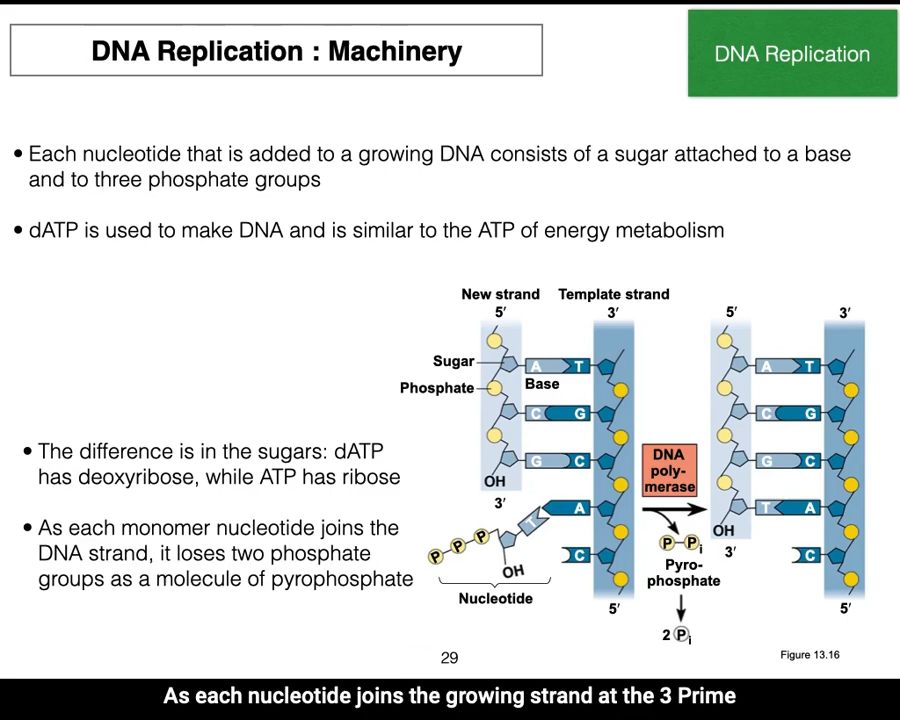 DNA Replication : Machinery
DNA Replication
• Each nucleotide that is added to a growing DNA consists of a sugar attached to a base
and to three phosphate groups
• dATP is used to make DNA and is similar to the ATP of energy metabolism
New strand Template strand
5′ 3′ 5′ 3′
Sugar A T A T
Phosphate Base
C G C G
• The difference is in the sugars: dATP
has deoxyribose, while ATP has ribose
G C G C
DNA
poly-
merase
OH
3′
• As each monomer nucleotide joins the
DNA strand, it loses two phosphate
groups as a molecule of pyrophosphate
T A T A
OH
3′
P P P C P Pi C
OH
Pyro-
phosphate
Nucleotide
5′ 5′
2 Pi
29
Figure 13.16
As each nucleotide joins the growing strand at the 3 Prime